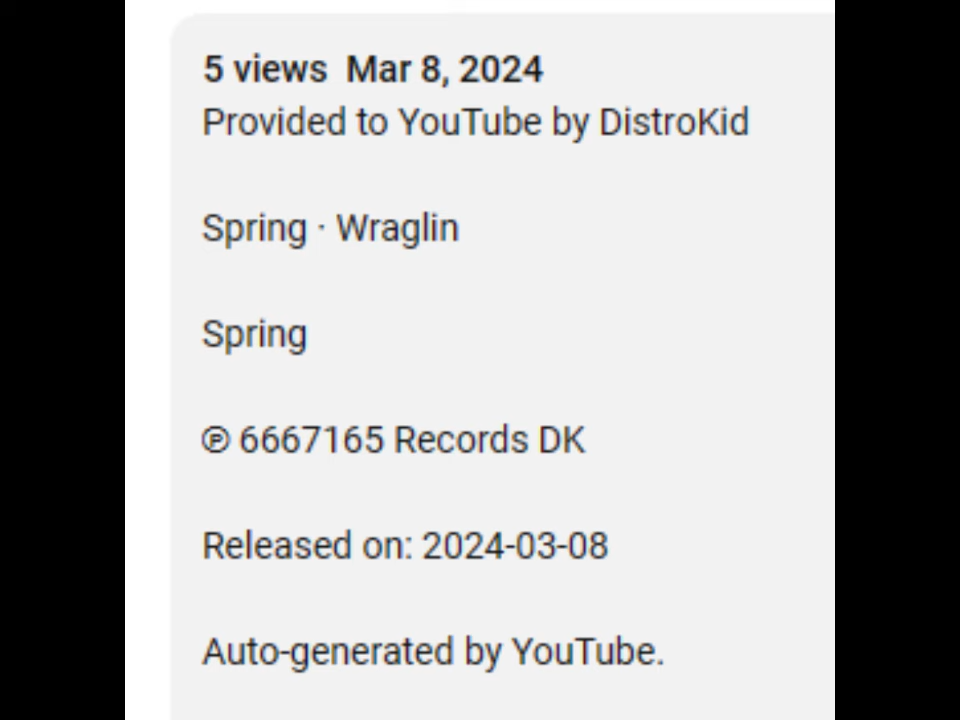 5 views  Mar 8, 2024
Provided to YouTube by DistroKid
Spring · Wraglin
Spring
℗ 6667165 Records DK
Released on: 2024-03-08
Auto-generated by YouTube.